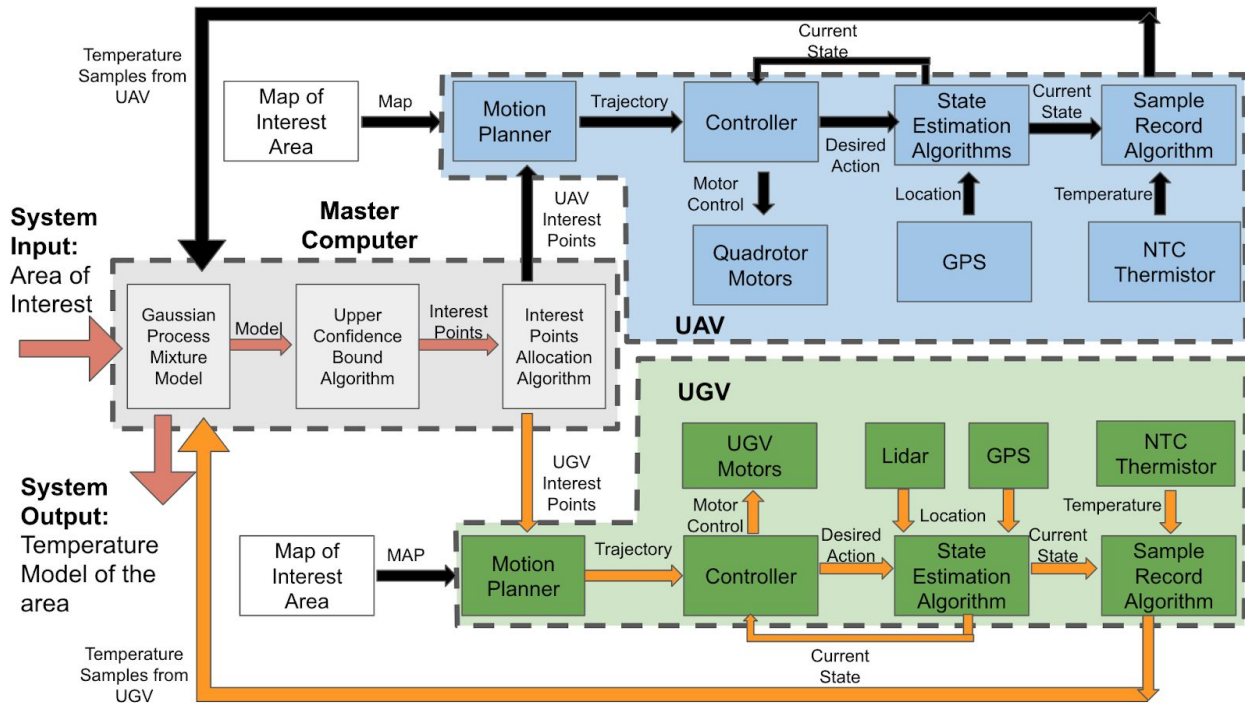 Temperature
Samples from
UAV
Map of
Interest
Area
Map
Motion
Planner
Trajectory
Controller
Current
State
Desired
Action
State
Estimation
Algorithms
Current
State
Sample
Record
Algorithm
Motor
Control
Location
Temperature
Quadrotor
Motors
GPS
NTC
Thermistor
UAV
System
Input:
Area of
Interest
Master
Computer
UAV
Interest
Points
Gaussian
Process
Mixture
Model
Model
Upper
Confidence
Bound
Algorithm
Interest
Points
Interest
Points
Allocation
Algorithm
System
Output:
Temperature
Model of the
area
UGV
Interest
Points
UGV
UGV
Motors
Lidar
GPS
NTC
Thermistor
Motor
Control
Location
Temperature
Map of
Interest
Area
MAP
Motion
Planner
Trajectory
Controller
Desired
Action
State
Estimation
Algorithm
Current
State
Sample
Record
Algorithm
Current
State
Temperature
Samples from
UGV